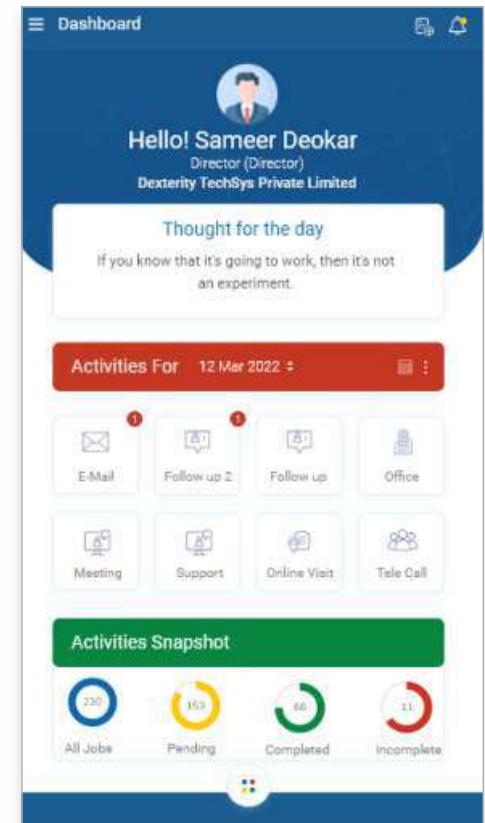 Dashboard
Hello! Sameer Deokar
Director (Director)
Dexterity TechSys Private Limited
Thought for the day
If you know that it's going to work, then it's not
an experiment.
Activities For 12 Mar 2022
1 1
E-Mail Follow up 2 Follow up Office
Meeting Support Online Visit Tele Call
Activities Snapshot
230 153 66 11
All Jobs Pending Completed Incomplete